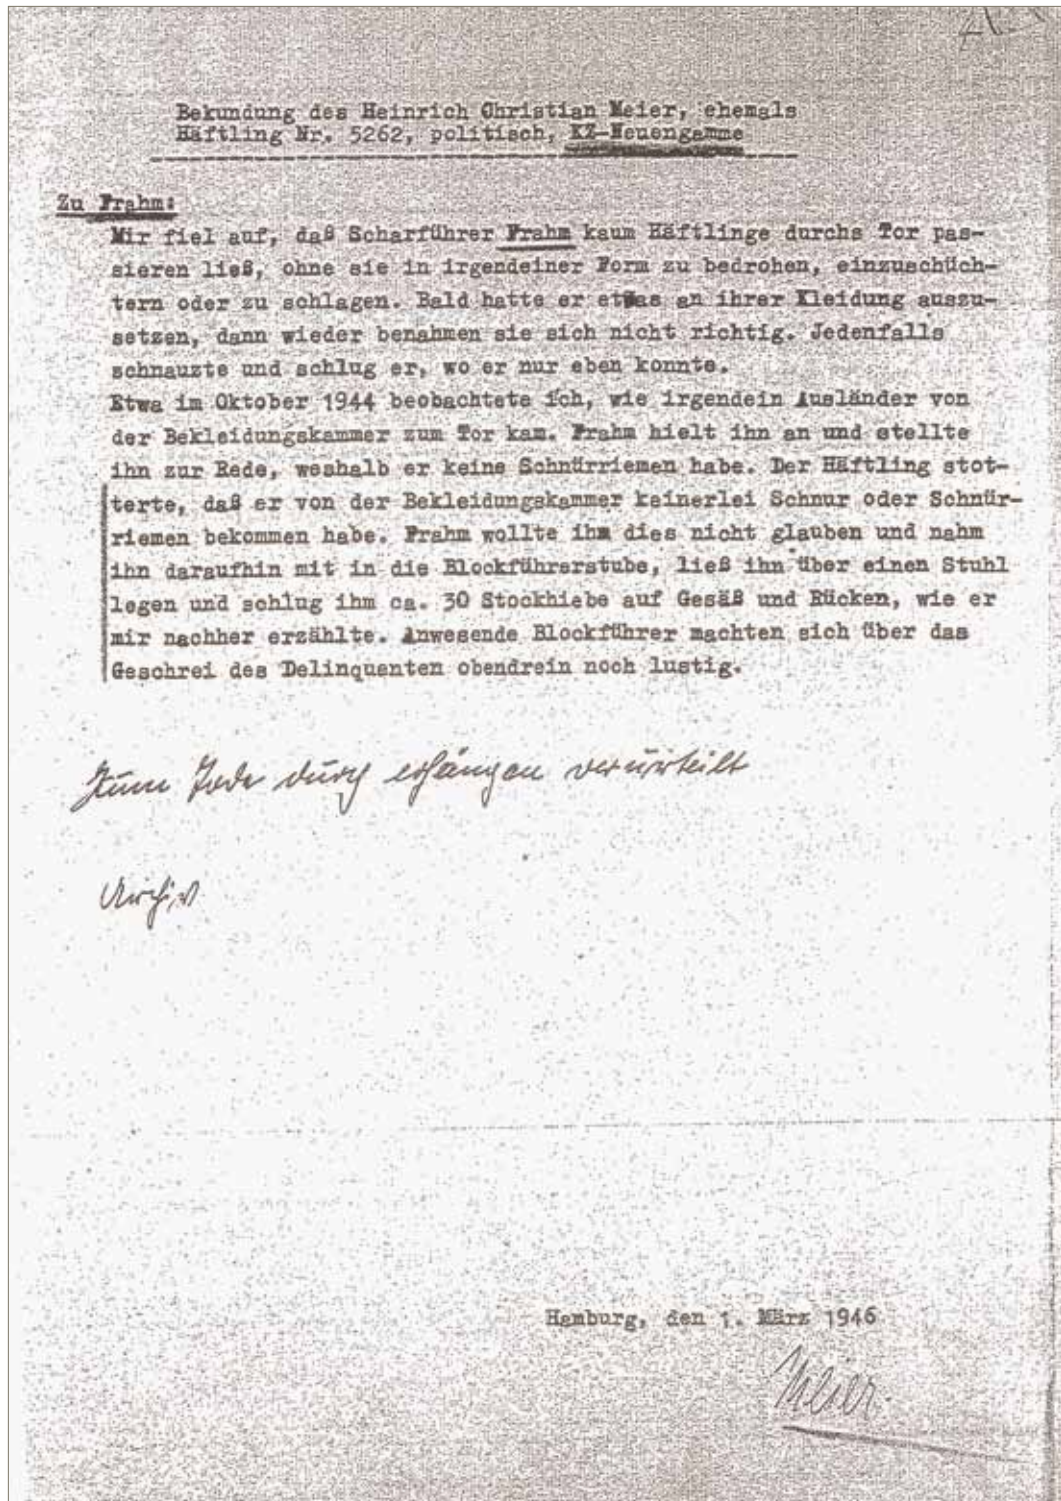 Bekundung des Heinrich Christian Meier, ehemals
Häftling Nr. 5262, politisch, KZ-Neuengamme
Zu Frahm:
Mir fiel auf, daß Scharführer Frahm kaum Häftlinge durchs Tor pas-
sieren ließ, ohne sie in irgendeiner Form zu bedrohen, einzuschüch-
tern oder zu schlagen. Bald hatte er etwas an ihrer Kleidung auszu-
setzen, dann wieder benahmen sie sich nicht richtig. Jedenfalls
schnauzte und schlug er, wo er nur eben konnte.
Etwa im Oktober 1944 beobachtete ich, wie irgendein Ausländer von
der Bekleidungskammer zum Tor kam. Frahm hielt ihn an und stellte
ihn zur Rede, weshalb er keine Schnürriemen habe. Der Häftling stot-
terte, daß er von der Bekleidungskammer keinerlei Schnur oder Schnür-
riemen bekommen habe. Frahm wollte ihm dies nicht glauben und nahm
ihn daraufhin mit in die Blockführerstube, ließ ihn über einen Stuhl
legen und schlug ihm ca. 30 Stockhiebe auf Gesäß und Rücken, wie er
mir nachher erzählte. Anwesende Blockführer machten sich über das
Geschrei des Delinquenten obendrein noch lustig.
Zum Tode durch erhängen verurteilt
Archiv
Hamburg, den 1. März 1946
Meier.